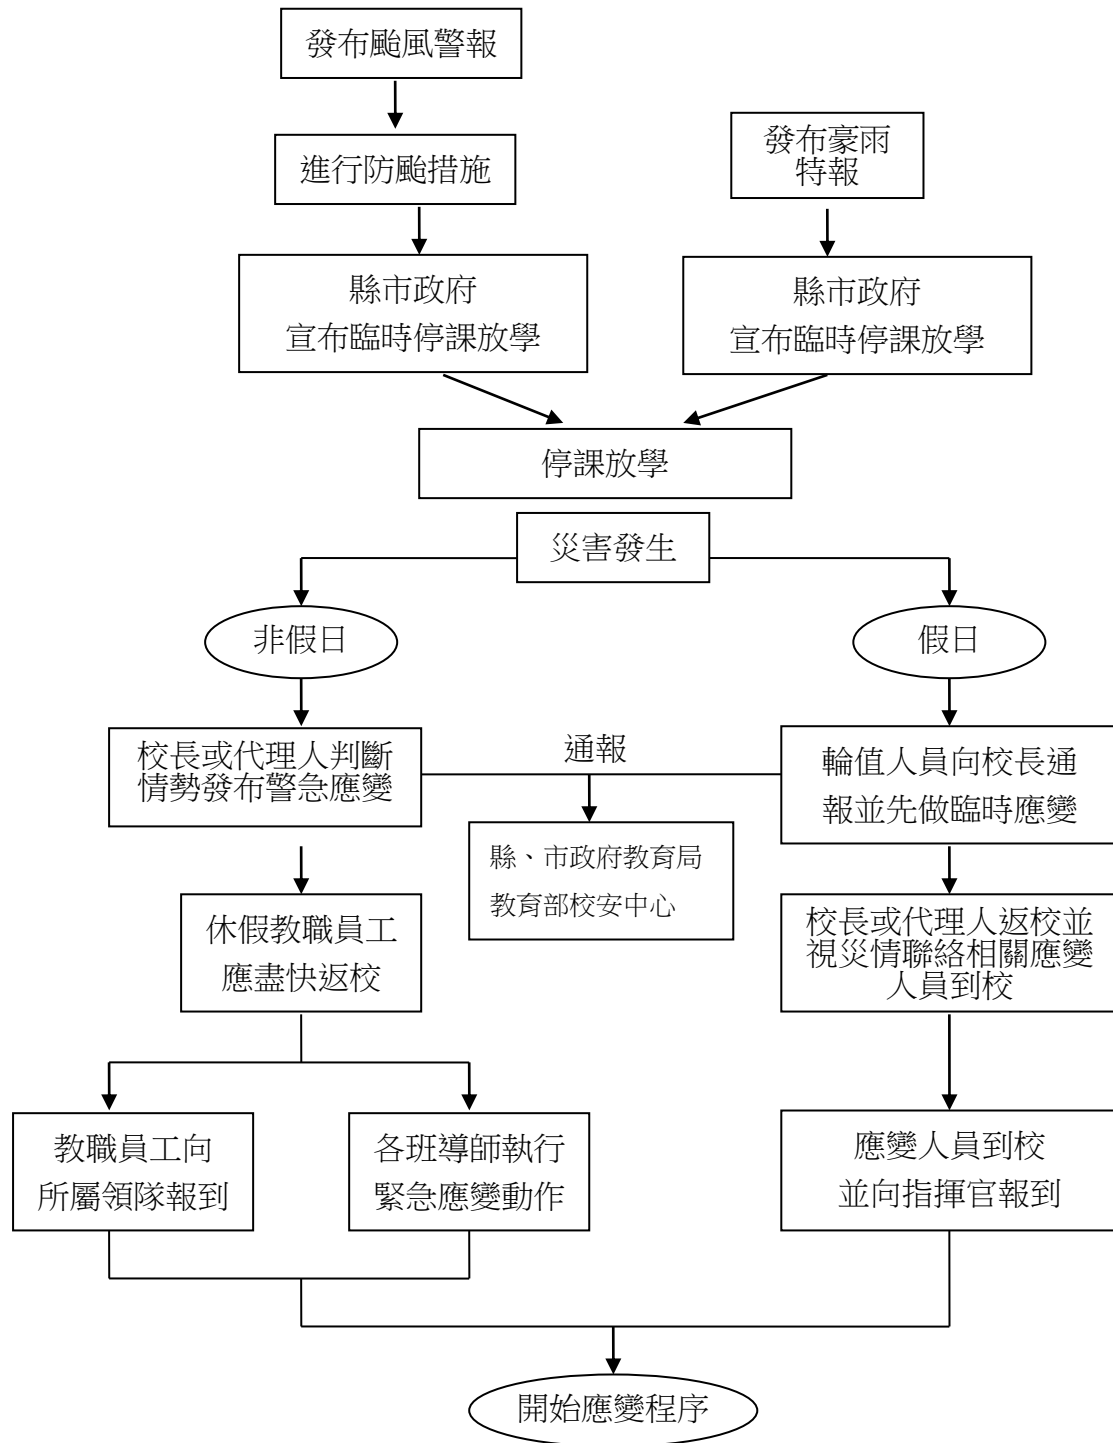 發布颱風警報
進行防颱措施
發布豪雨
特報
縣市政府
宣布臨時停課放學
縣市政府
宣布臨時停課放學
停課放學
災害發生
非假日
假日
校長或代理人判斷
情勢發布警急應變
通報
輪值人員向校長通
報並先做臨時應變
縣、市政府教育局
教育部校安中心
休假教職員工
應盡快返校
校長或代理人返校並
視災情聯絡相關應變
人員到校
教職員工向
所屬領隊報到
各班導師執行
緊急應變動作
應變人員到校
並向指揮官報到
開始應變程序